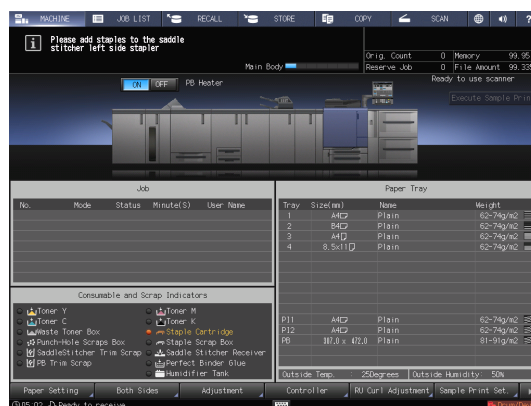 MACHINE
JOB LIST
RECALL
STORE
COPY
SCAN
?
i
Please add staples to the saddle
stitcher left side stapler
Main Body
Orig. Count 0 Memory 99.95
Reserve Job 0 File Amount 99.335
Ready to use scanner
Execute Sample Prin
ON OFF PB Heater
Job
No. Mode Status Minute(S) User Name
Paper Tray
Tray Size(mm) Name Weight
1 A4 Plain 62-74g/m2
2 B4 Plain 62-74g/m2
3 A4 Plain 62-74g/m2
4 8.5x11 Plain 62-74g/m2
PI1 A4 Plain 62-74g/m2
PI2 A4 Plain 62-74g/m2
PB 307.0 x 472.0 Plain 81-91g/m2
Outside Temp. : 25Degrees Outside Humidity: 50%
Consumable and Scrap Indicators
Toner Y
Toner M
Toner C
Toner K
Waste Toner Box
Staple Cartridge
Punch-Hole Scraps Box
Staple Scrap Box
SaddleStitcher Trim Scrap
Saddle Stitcher Receiver
PB Trim Scrap
Perfect Binder Glue
Humidifier Tank
Paper Setting
Both Sides
Adjustment
Controller
RU Curl Adjustment
Sample Print Set.
05:02 Ready to receive